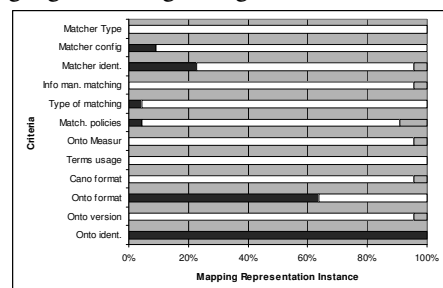 Matcher Type
Matcher config
Matcher ident.
Info man. matching
Type of matching
Match. policies
Onto Measur
Terms usage
Cano format
Onto format
Onto version
Onto ident.
Criteria
0% 20% 40% 60% 80% 100%
Mapping Representation Instance